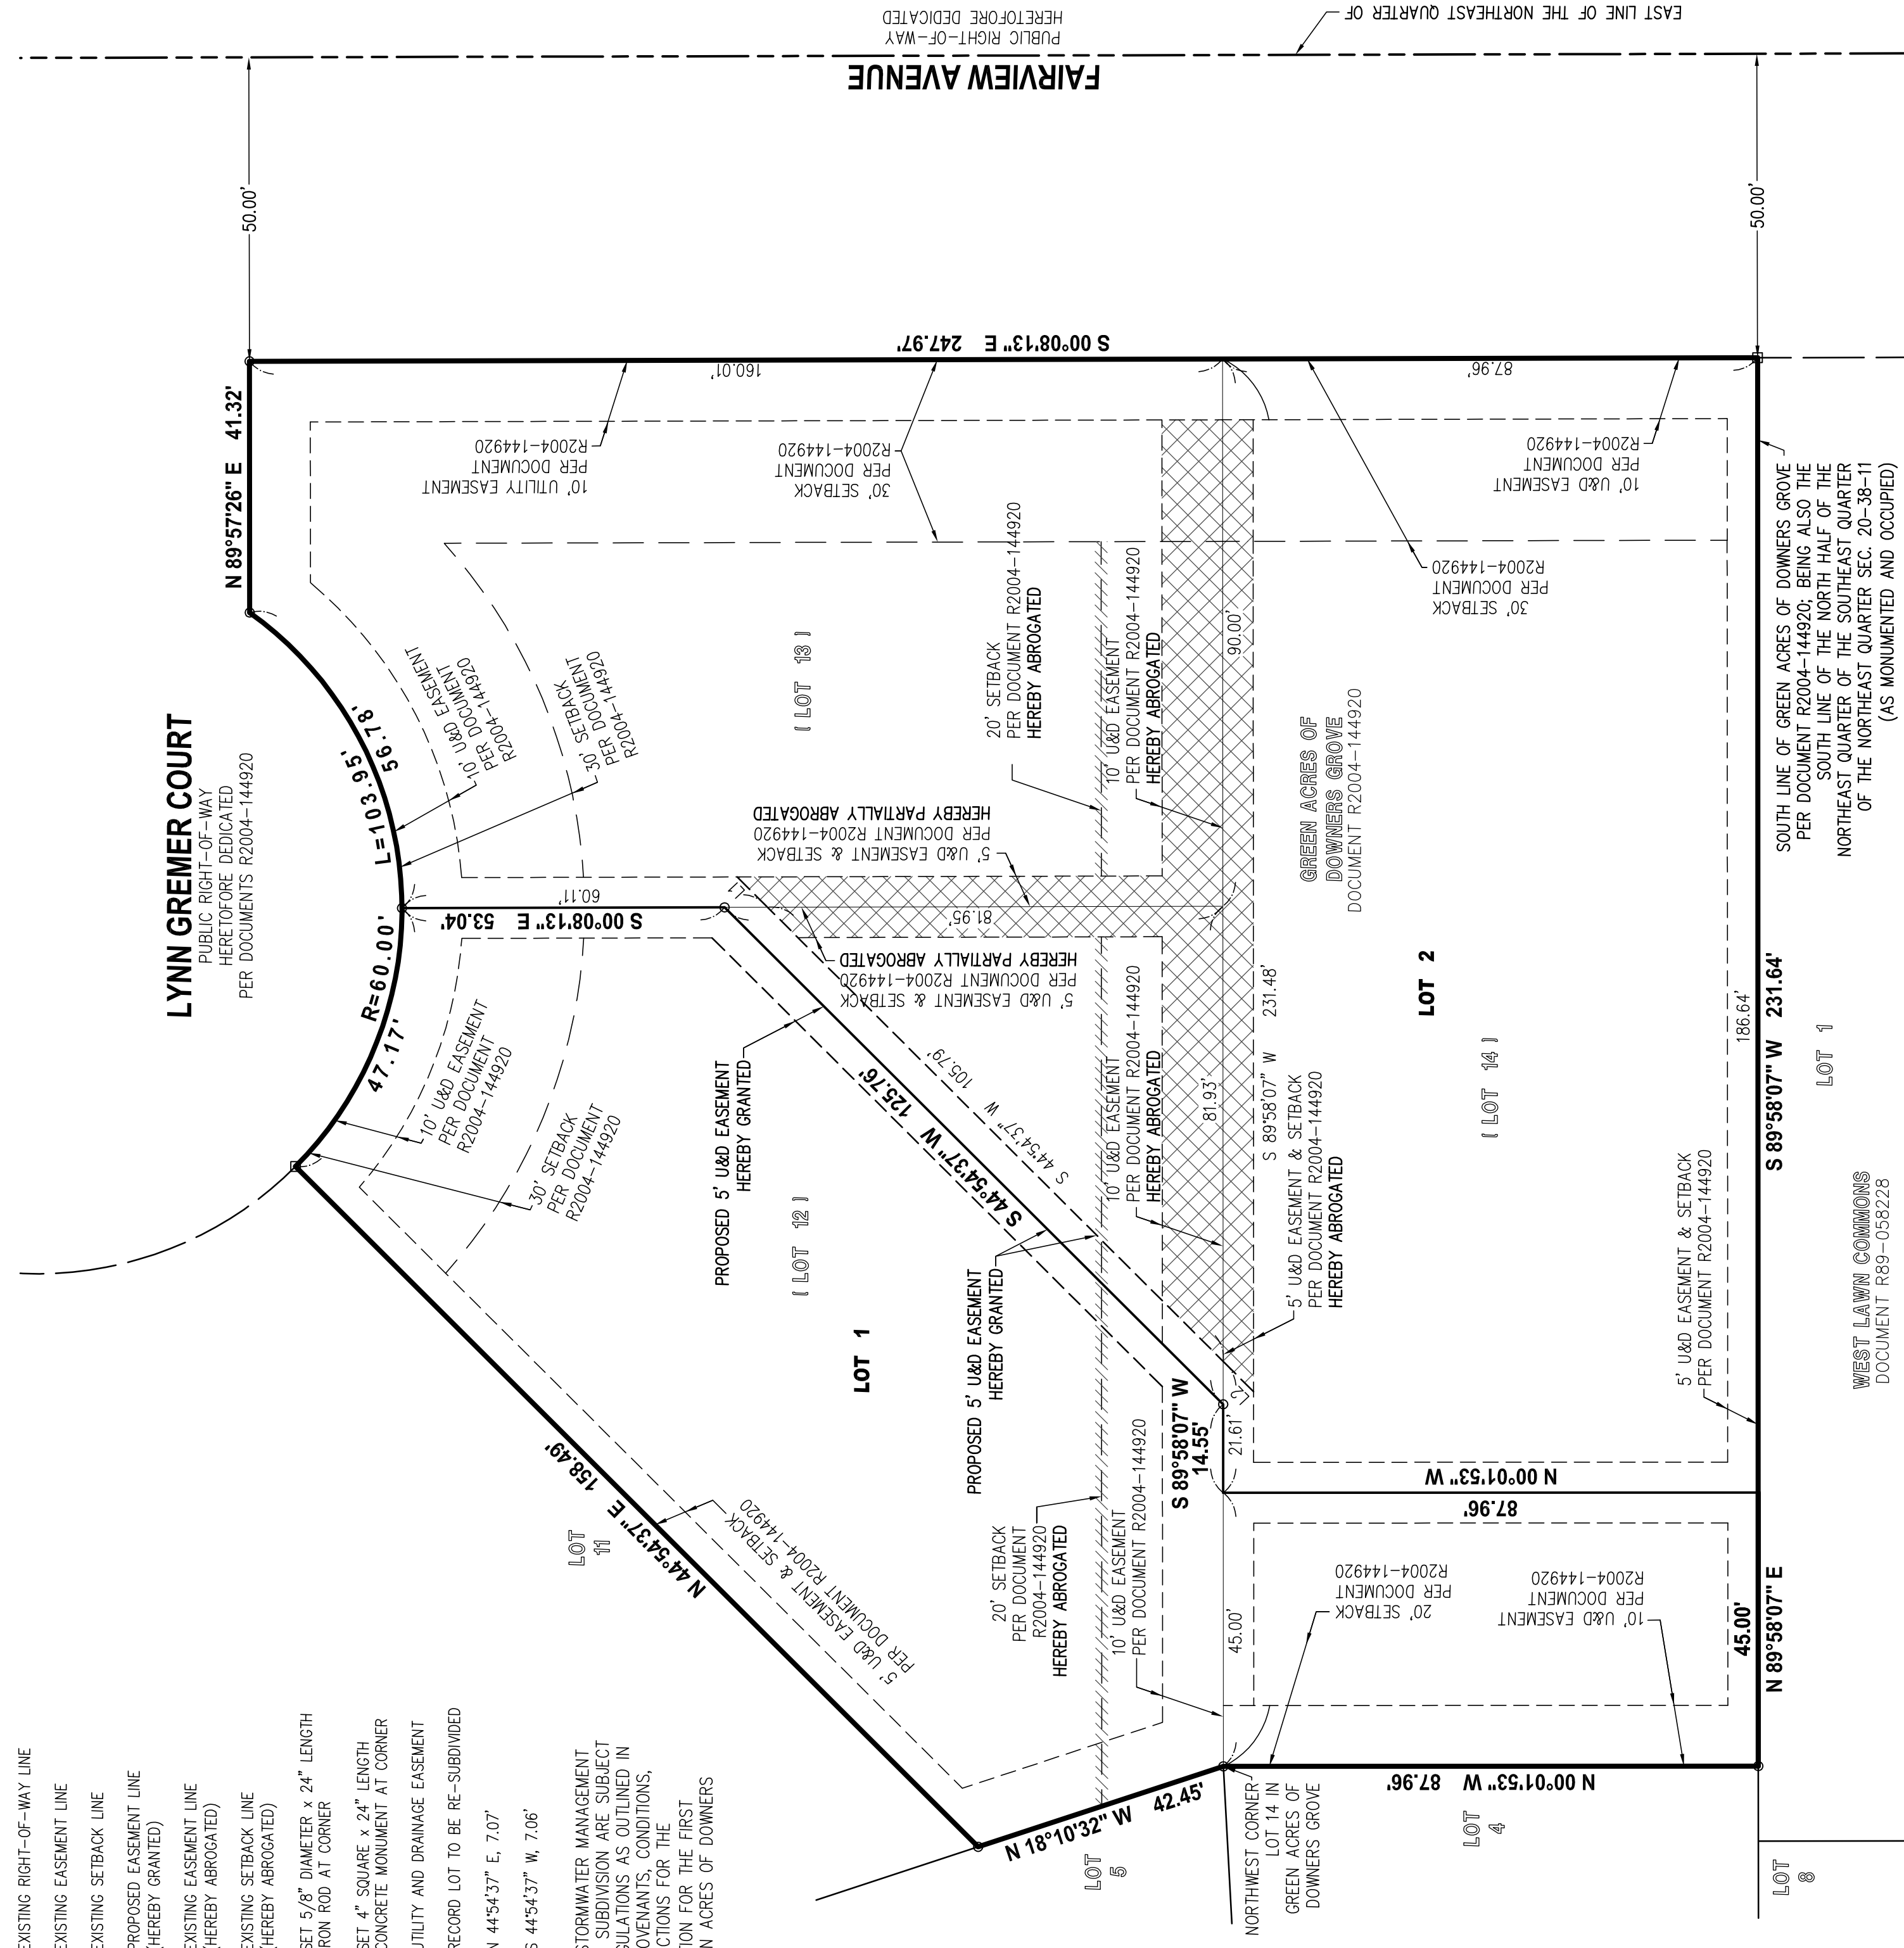 PUBLIC RIGHT-OF-WAY
HERETOFORE DEDICATED
EAST LINE OF THE NORTHEAST QUARTER OF
FAIRVIEW AVENUE
50.00'
50.00'
LYNN GREMER COURT
PUBLIC RIGHT-OF-WAY
HERETOFORE DEDICATED
PER DOCUMENTS R2004-144920
N 89°57'26" E 41.32'
S 00°08'13" E 247.97'
160.01'
87.96'
10' UTILITY EASEMENT
PER DOCUMENT
R2004-144920
30' SETBACK
PER DOCUMENT
R2004-144920
10' U&D EASEMENT
PER DOCUMENT
R2004-144920
30' SETBACK
PER DOCUMENT
R2004-144920
R=60.00' L=103.95'
56.78'
47.17'
10' U&D EASEMENT
PER DOCUMENT
R2004-144920
30' SETBACK
PER DOCUMENT
R2004-144920
10' U&D EASEMENT
PER DOCUMENT
R2004-144920
30' SETBACK
PER DOCUMENT
R2004-144920
[ LOT 13 ]
20' SETBACK
PER DOCUMENT R2004-144920
HEREBY ABROGATED
10' U&D EASEMENT
PER DOCUMENT R2004-144920
HEREBY ABROGATED
90.00'
5' U&D EASEMENT & SETBACK
PER DOCUMENT R2004-144920
HEREBY PARTIALLY ABROGATED
60.11'
S 00°08'13" E 53.04'
L1
81.95'
5' U&D EASEMENT & SETBACK
PER DOCUMENT R2004-144920
HEREBY PARTIALLY ABROGATED
GREEN ACRES OF
DOWNERS GROVE
DOCUMENT R2004-144920
PROPOSED 5' U&D EASEMENT
HEREBY GRANTED
S 44°54'37" W 125.76'
S 44°54'37" W 105.79'
10' U&D EASEMENT
PER DOCUMENT R2004-144920
HEREBY ABROGATED
81.93'
S 89°58'07" W 231.48'
5' U&D EASEMENT & SETBACK
PER DOCUMENT R2004-144920
HEREBY ABROGATED
LOT 2
[ LOT 14 ]
[ LOT 12 ]
LOT 1
PROPOSED 5' U&D EASEMENT
HEREBY GRANTED
N 44°54'37" E 158.49'
5' U&D EASEMENT & SETBACK
PER DOCUMENT R2004-144920
LOT
11
20' SETBACK
PER DOCUMENT
R2004-144920
HEREBY ABROGATED
10' U&D EASEMENT
PER DOCUMENT R2004-144920
S 89°58'07" W
14.55'
21.61'
L2
45.00'
N 00°01'53" W
87.96'
20' SETBACK
PER DOCUMENT
R2004-144920
10' U&D EASEMENT
PER DOCUMENT
R2004-144920
5' U&D EASEMENT & SETBACK
PER DOCUMENT R2004-144920
186.64'
S 89°58'07" W 231.64'
45.00'
N 89°58'07" E
N 00°01'53" W 87.96'
N 18°10'32" W 42.45'
LOT
5
LOT
4
LOT
8
NORTHWEST CORNER
LOT 14 IN
GREEN ACRES OF
DOWNERS GROVE
SOUTH LINE OF GREEN ACRES OF DOWNERS GROVE
PER DOCUMENT R2004-144920; BEING ALSO THE
SOUTH LINE OF THE NORTH HALF OF THE
NORTHEAST QUARTER OF THE SOUTHEAST QUARTER
OF THE NORTHEAST QUARTER SEC. 20-38-11
(AS MONUMENTED AND OCCUPIED)
LOT 1
WEST LAWN COMMONS
DOCUMENT R89-058228
EXISTING RIGHT-OF-WAY LINE
EXISTING EASEMENT LINE
EXISTING SETBACK LINE
PROPOSED EASEMENT LINE
(HEREBY GRANTED)
EXISTING EASEMENT LINE
(HEREBY ABROGATED)
EXISTING SETBACK LINE
(HEREBY ABROGATED)
SET 5/8" DIAMETER x 24" LENGTH
RON ROD AT CORNER
SET 4" SQUARE x 24" LENGTH
CONCRETE MONUMENT AT CORNER
UTILITY AND DRAINAGE EASEMENT
RECORD LOT TO BE RE-SUBDIVIDED
N 44°54'37" E, 7.07'
S 44°54'37" W, 7.06'
STORMWATER MANAGEMENT
SUBDIVISION ARE SUBJECT
GULATIONS AS OUTLINED IN
OVENANTS, CONDITIONS,
CTIONS FOR THE
TION FOR THE FIRST
N ACRES OF DOWNERS